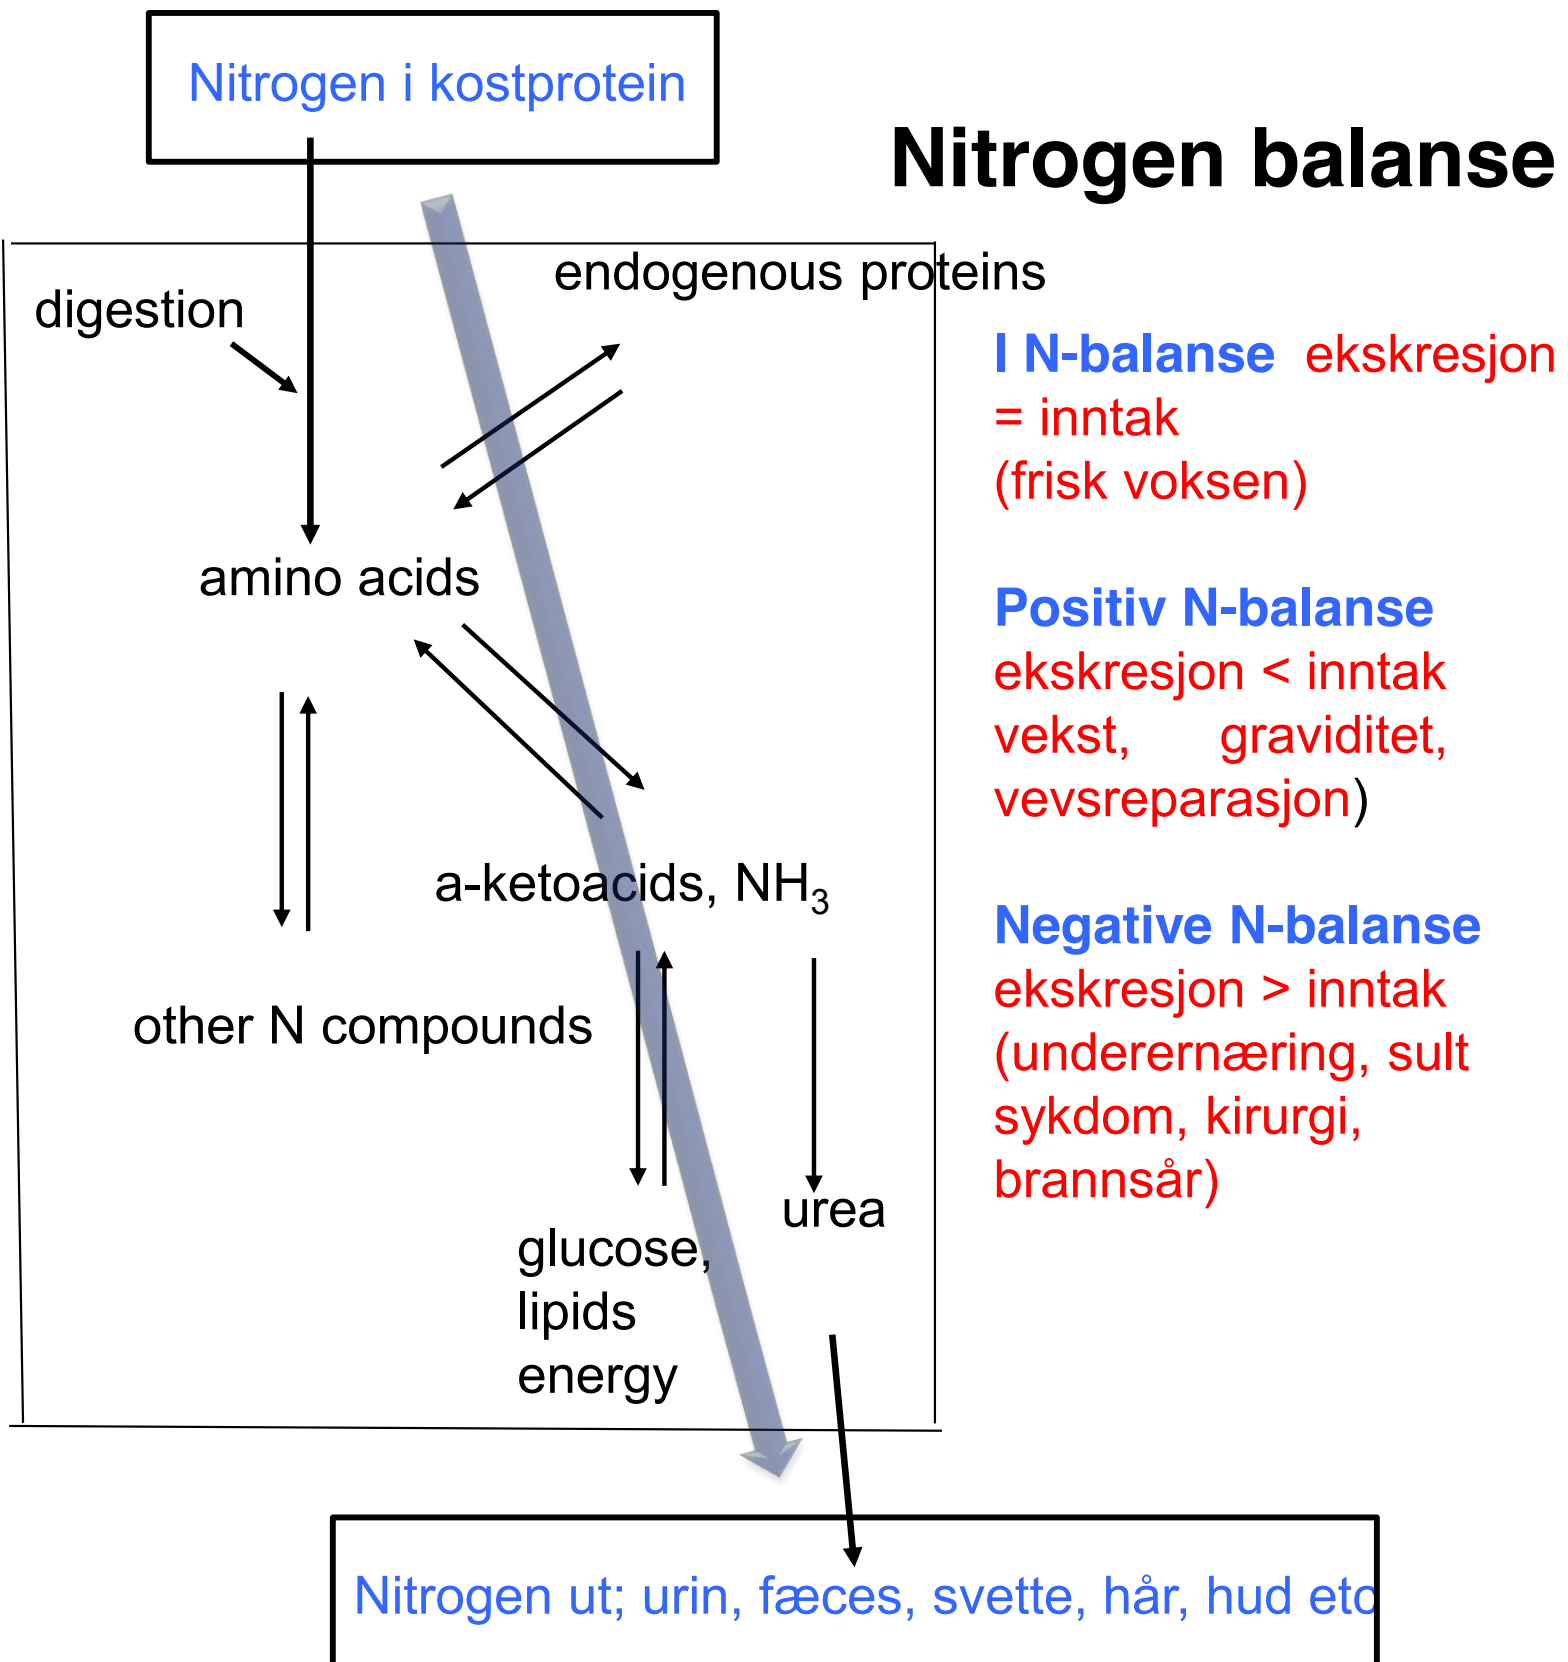 Nitrogen i kostprotein
Nitrogen balanse
endogenous proteins
digestion
amino acids
a-ketoacids, NH₃
other N compounds
urea
glucose,
lipids
energy
I N-balanse ekskresjon
= inntak
(frisk voksen)
Positiv N-balanse
ekskresjon < inntak
vekst, graviditet,
vevsreparasjon)
Negative N-balanse
ekskresjon > inntak
(underernæring, sult
sykdom, kirurgi,
brannsår)
Nitrogen ut; urin, fæces, svette, hår, hud etc